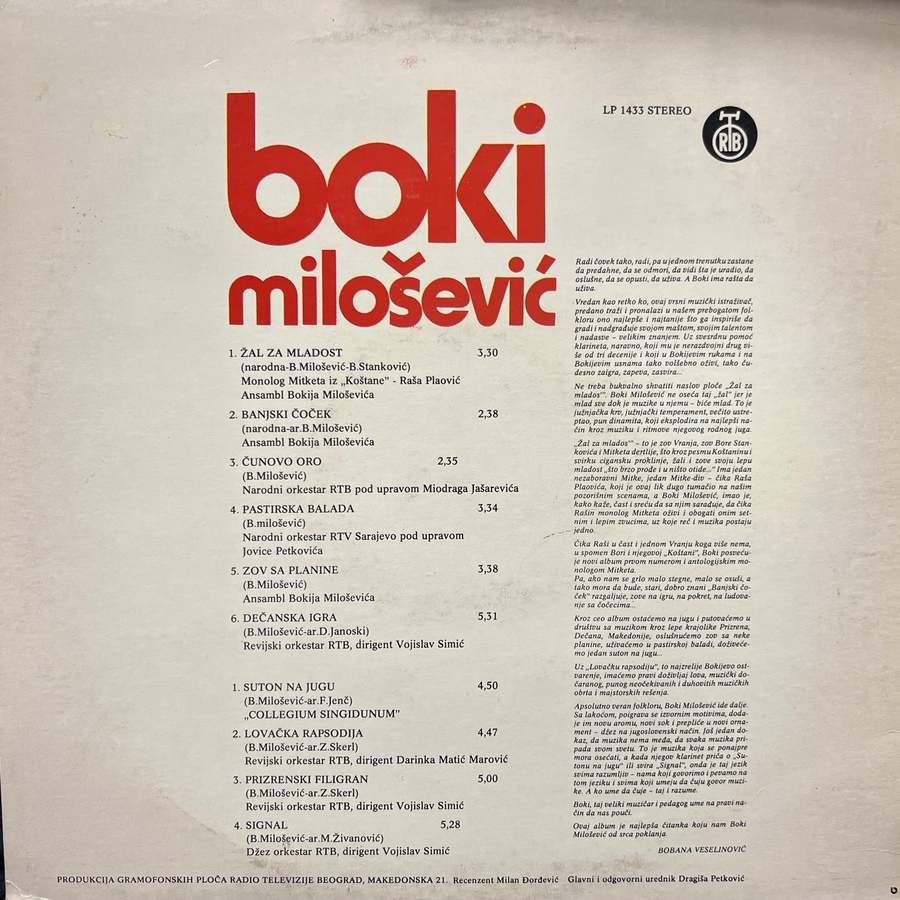 boki
milošević
LP 1433 STEREO
RTB
1. ŽAL ZA MLADOST 3,30
(narodna-B.Milošević-B.Stanković)
Monolog Mitketa iz „Koštane" - Raša Plaović
Ansambl Bokija Miloševića
2. BANJSKI ČOČEK 2,38
(narodna-ar.B.Milošević)
Ansambl Bokija Miloševića
3. ČUNOVO ORO 2,35
(B.Milošević)
Narodni orkestar RTB pod upravom Miodraga Jašarevića
4. PASTIRSKA BALADA 3,34
(B.milošević)
Narodni orkestar RTV Sarajevo pod upravom
Jovice Petkovića
5. ZOV SA PLANINE 3,38
(B.Milošević)
Ansambl Bokija Miloševića
6. DEČANSKA IGRA 5,31
(B.Milošević-ar.D.Janoski)
Revijski orkestar RTB, dirigent Vojislav Simić
1. SUTON NA JUGU 4,50
(B.Milošević-ar.F.Jenč)
„COLLEGIUM SINGIDUNUM"
2. LOVAČKA RAPSODIJA 4,47
(B.Milošević-ar.Z.Skerl)
Revijski orkestar RTB, dirigent Darinka Matić Marović
3. PRIZRENSKI FILIGRAN 5,00
(B.Milošević-ar.Z.Skerl)
Revijski orkestar RTB, dirigent Vojislav Simić
4. SIGNAL 5,28
(B.Milošević-ar.M.Živanović)
Džez orkestar RTB, dirigent Vojislav Simić
Radi čovek tako, radi, pa u jednom trenutku zastane
da predahne, da se odmori, da vidi šta je uradio, da
oslušne, da se opusti, da uživa. A Boki ima rašta da
uživa.
Vredan kao retko ko, ovaj vrsni muzički istraživač,
predano traži i pronalazi u našem prebogatom fol-
kloru ono najlepše i najtanije što ga inspiriše da
gradi i nadgrađuje svojom maštom, svojim talentom
i nadasve – velikim znanjem. Uz svesrdnu pomoć
klarineta, naravno, koji mu je nerazdvojni drug vi-
še od tri decenije i koji u Bokijevim rukama i na
Bokijevim usnama tako volšebno oživi, tako ču-
desno zaigra, zapeva, zasvira...
Ne treba bukvalno shvatiti naslov ploče „Žal za
mlados'". Boki Milošević ne oseća taj „žal" jer je
mlad sve dok je muzike u njemu – biće mlad. To je
južnjačka krv, južnjački temperament, večito ustre-
ptao, pun dinamita, koji eksplodira na najlepši na-
čin kroz muziku i ritmove njegovog rodnog juga.
„Žal za mlados'" – to je zov Vranja, zov Bore Stan-
kovića i Mitketa dertlije, što kroz pesmu Koštaninu i
svirku cigansku proklinje, žali i zove svoju lepu
mladost „što brzo prođe i u ništo otide..." Ima jedan
nezaboravni Mitke, jedan Mitke-div – čika Raša
Plaovića, koji je ovaj lik dugo tumačio na našim
pozorišnim scenama, a Boki Milošević, imao je,
kako kaže, čast i sreću da sa njim sarađuje, da čika
Rašin monolog Mitketa oživi i obogati onim set-
nim i lepim zvucima, uz koje reč i muzika postaju
jedno.
Čika Raši u čast i jednom Vranju koga više nema,
u spomen Bori i njegovoj „Koštani", Boki posveću-
je novi album prvom numerom i antologijskim mo-
nologom Mitketa.
Pa, ako nam se grlo malo stegne, malo se osuši, a
tako mora da bude, stari, dobro znani „Banjski čo-
ček" razgaljuje, zove na igru, na pokret, na ludova-
nje sa čočecima...
Kroz ceo album ostaćemo na jugu i putovaćemo u
društvu sa muzikom kroz lepe krajolike Prizrena,
Dečana, Makedonije, oslušnućemo zov sa neke
planine, uživaćemo u pastirskoj baladi, doživeće-
mo jedan suton na jugu...
Uz „Lovačku rapsodiju", to najzrelije Bokijevo ost-
varenje, imaćemo pravi doživljaj lova, muzički do-
čaranog, punog neočekivanih i duhovitih muzičkih
obrta i majstorskih rešenja.
Apsolutno veran folkloru, Boki Milošević ide dalje.
Sa lakoćom, poigrava se izvornim motivima, doda-
je im novu aromu, novi sok i prepliće u novi orna-
ment – džez na jugoslovenski način. Još jedan do-
kaz, da muzika nema međa, da svaka muzika pri-
pada svom svetu. To je muzika koja se ponajpre
mora osećati, a kada njegov klarinet priča o „Su-
tonu na jugu" ili svira „Signal", onda je taj jezik
svima razumljiv – nama koji govorimo i pevamo na
tom jeziku i svima koji umeju da čuju govor muzi-
ke. A ko ume da čuje – taj i razume.
Boki, taj veliki muzičar i pedagog ume na pravi na-
čin da nas pouči.
Ovaj album je najlepša čitanka koju nam Boki
Milošević od srca poklanja.
BOBANA VESELINOVIĆ
PRODUKCIJA GRAMOFONSKIH PLOČA RADIO TELEVIZIJE BEOGRAD, MAKEDONSKA 21. Recenzent Milan Đorđević Glavni i odgovorni urednik Dragiša Petković